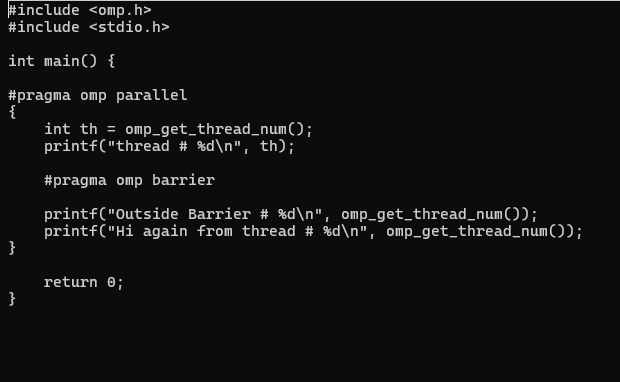 #include <omp.h>
#include <stdio.h>

int main() {

#pragma omp parallel
{
    int th = omp_get_thread_num();
    printf("thread # %d\n", th);

    #pragma omp barrier

    printf("Outside Barrier # %d\n", omp_get_thread_num());
    printf("Hi again from thread # %d\n", omp_get_thread_num());
}

    return 0;
}